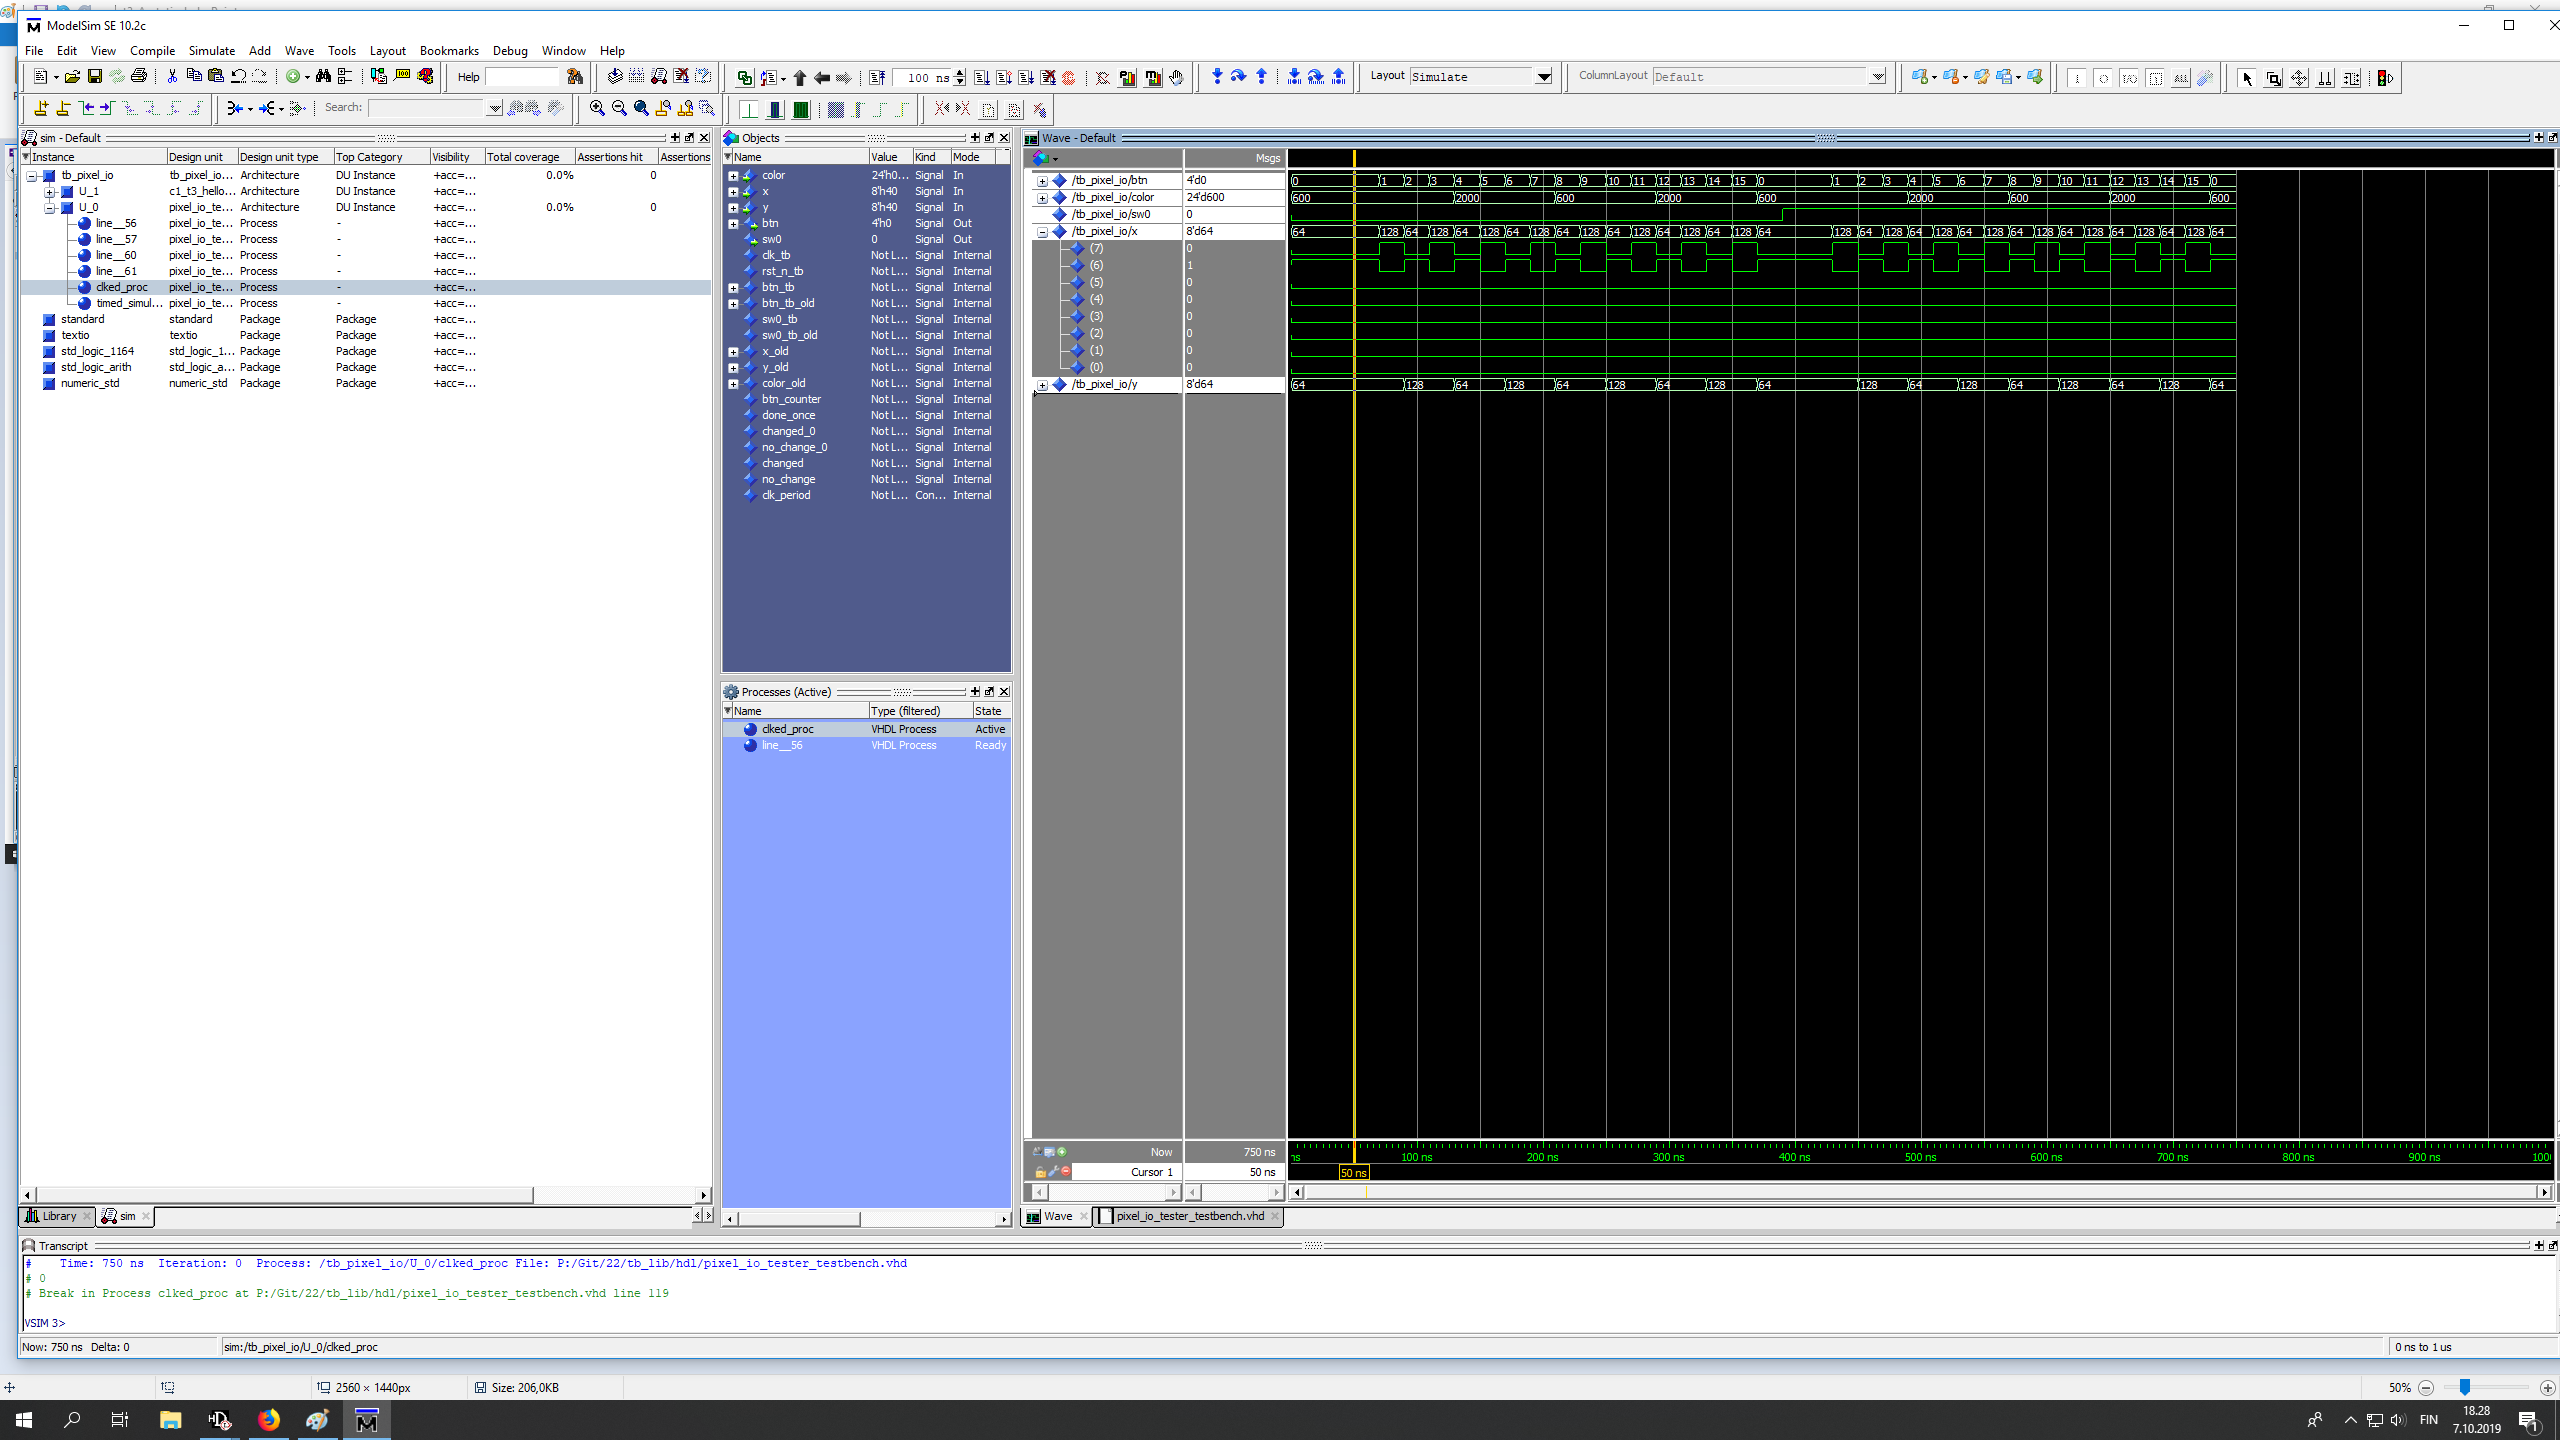 ModelSim SE 10.2c
File Edit View Compile Simulate Add Wave Tools Layout Bookmarks Debug Window Help
Help 100 ns Layout Simulate ColumnLayout Default
Search:
sim - Default
Instance Design unit Design unit type Top Category Visibility Total coverage Assertions hit Assertions
tb_pixel_io tb_pixel_io... Architecture DU Instance +acc=... 0.0% 0
U_1 c1_t3_hello... Architecture DU Instance +acc=...
U_0 pixel_io_te... Architecture DU Instance +acc=... 0.0% 0
line__56 pixel_io_te... Process - +acc=...
line__57 pixel_io_te... Process - +acc=...
line__60 pixel_io_te... Process - +acc=...
line__61 pixel_io_te... Process - +acc=...
clked_proc pixel_io_te... Process - +acc=...
timed_simul... pixel_io_te... Process - +acc=...
standard standard Package Package +acc=...
textio textio Package Package +acc=...
std_logic_1164 std_logic_1... Package Package +acc=...
std_logic_arith std_logic_a... Package Package +acc=...
numeric_std numeric_std Package Package +acc=...
Library sim
Objects
Name Value Kind Mode
color 24'h0... Signal In
x 8'h40 Signal In
y 8'h40 Signal In
btn 4'h0 Signal Out
sw0 0 Signal Out
clk_tb Not L... Signal Internal
rst_n_tb Not L... Signal Internal
btn_tb Not L... Signal Internal
btn_tb_old Not L... Signal Internal
sw0_tb Not L... Signal Internal
sw0_tb_old Not L... Signal Internal
x_old Not L... Signal Internal
y_old Not L... Signal Internal
color_old Not L... Signal Internal
btn_counter Not L... Signal Internal
done_once Not L... Signal Internal
changed_0 Not L... Signal Internal
no_change_0 Not L... Signal Internal
changed Not L... Signal Internal
no_change Not L... Signal Internal
clk_period Not L... Con... Internal
Processes (Active)
Name Type (filtered) State
clked_proc VHDL Process Active
line__56 VHDL Process Ready
Wave - Default
Msgs
/tb_pixel_io/btn 4'd0 0 1 2 3 4 5 6 7 8 9 10 11 12 13 14 15 0 1 2 3 4 5 6 7 8 9 10 11 12 13 14 15 0
/tb_pixel_io/color 24'd600 600 2000 600 2000 600 2000 600 2000 600
/tb_pixel_io/sw0 0
/tb_pixel_io/x 8'd64 64 128 64 128 64 128 64 128 64 128 64 128 64 128 64 128 64 128 64 128 64 128 64 128 64 128 64 128 64 128 64 128 64
(7) 0
(6) 1
(5) 0
(4) 0
(3) 0
(2) 0
(1) 0
(0) 0
/tb_pixel_io/y 8'd64 64 128 64 128 64 128 64 128 64 128 64 128 64 128 64 128 64
Now 750 ns ns 100 ns 200 ns 300 ns 400 ns 500 ns 600 ns 700 ns 800 ns 900 ns 1000
Cursor 1 50 ns 50 ns
Wave pixel_io_tester_testbench.vhd
Transcript
# Time: 750 ns Iteration: 0 Process: /tb_pixel_io/U_0/clked_proc File: P:/Git/22/tb_lib/hdl/pixel_io_tester_testbench.vhd
# 0
# Break in Process clked_proc at P:/Git/22/tb_lib/hdl/pixel_io_tester_testbench.vhd line 119
VSIM 3>
Now: 750 ns Delta: 0 sim:/tb_pixel_io/U_0/clked_proc 0 ns to 1 us
2560 × 1440px Size: 206,0KB 50%
FIN 18.28
7.10.2019